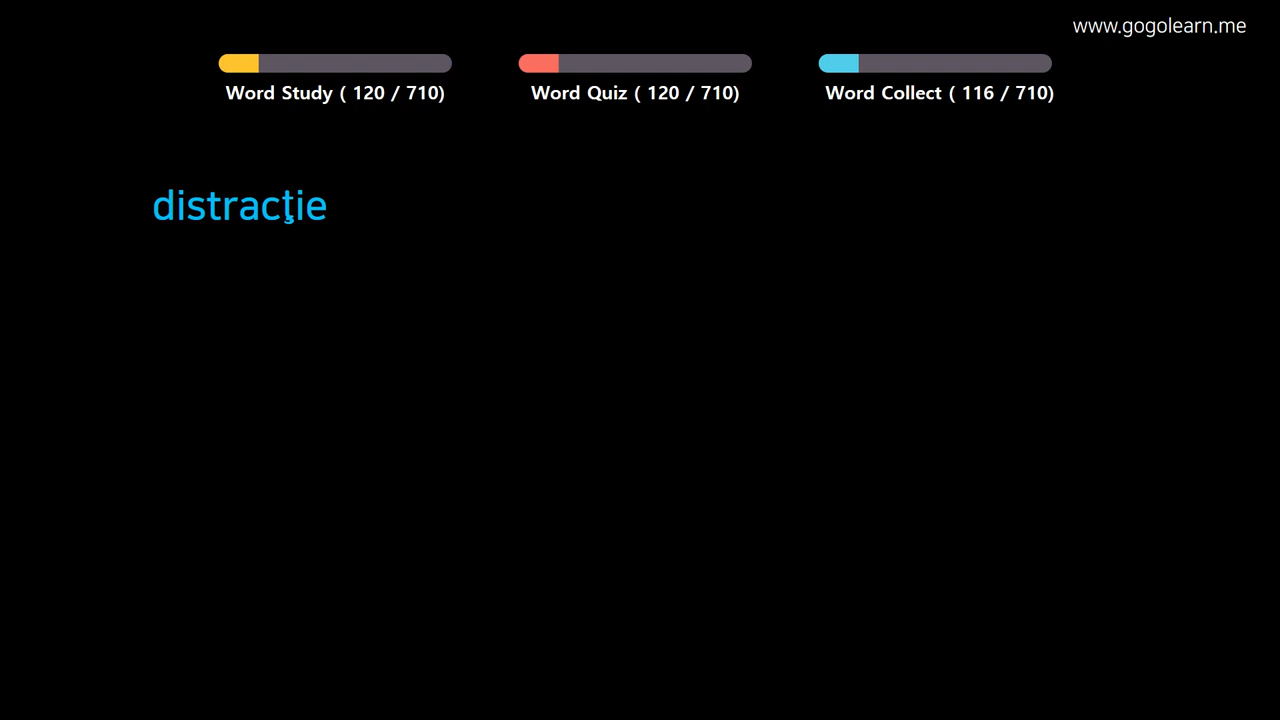 www.gogolearn.me
Word Study ( 120 / 710)
Word Quiz ( 120 / 710)
Word Collect ( 116 / 710)
distracţie